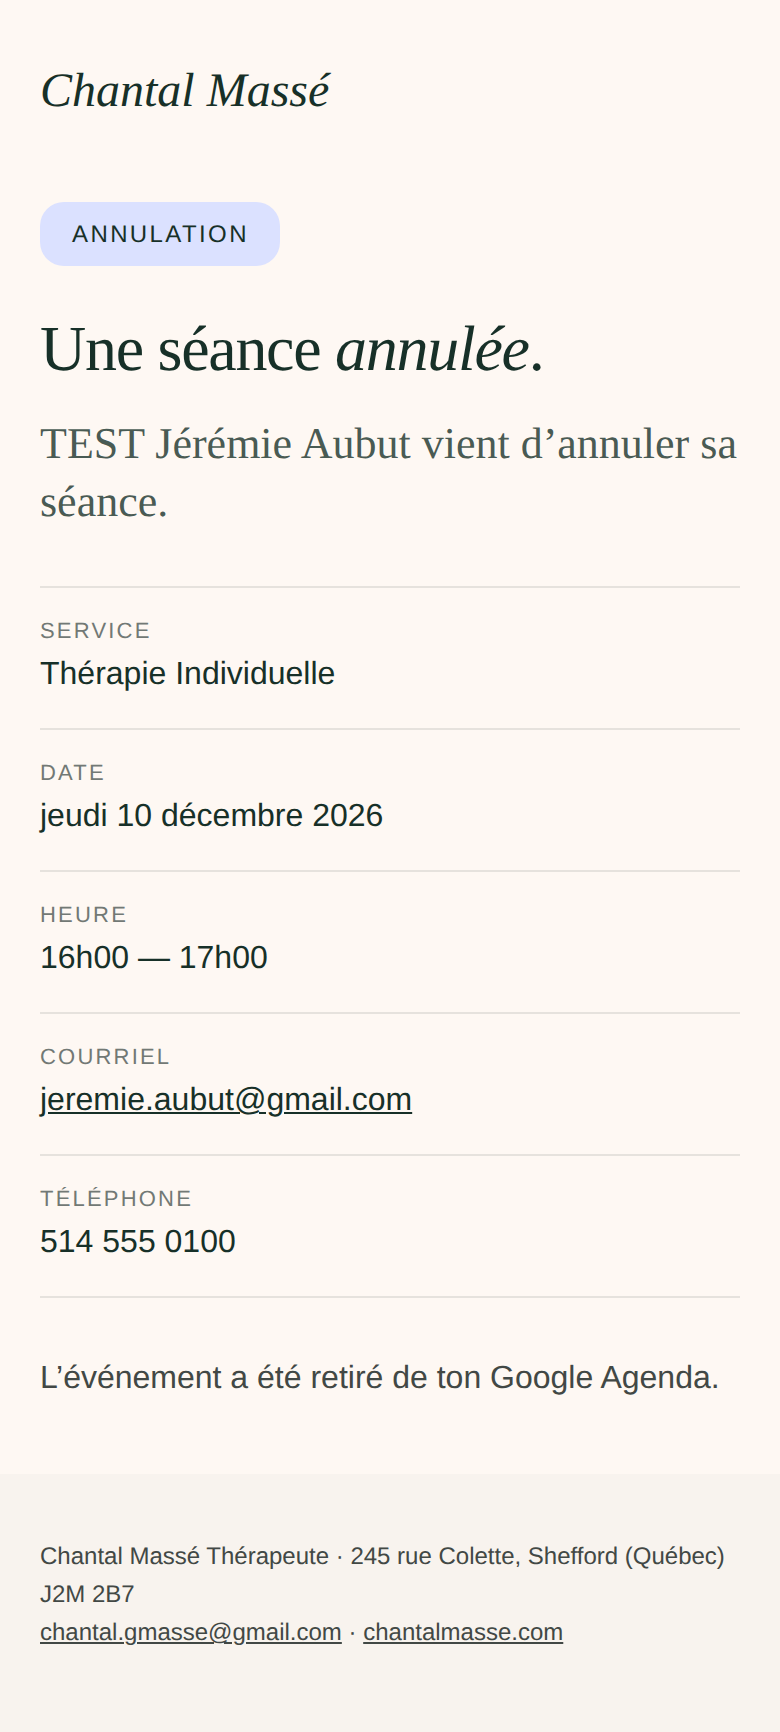 Chantal Massé
ANNULATION
Une séance annulée.
TEST Jérémie Aubut vient d’annuler sa
séance.
SERVICE
Thérapie Individuelle
DATE
jeudi 10 décembre 2026
HEURE
16h00 — 17h00
COURRIEL
jeremie.aubut@gmail.com
TÉLÉPHONE
514 555 0100
L’événement a été retiré de ton Google Agenda.
Chantal Massé Thérapeute · 245 rue Colette, Shefford (Québec)
J2M 2B7
chantal.gmasse@gmail.com · chantalmasse.com